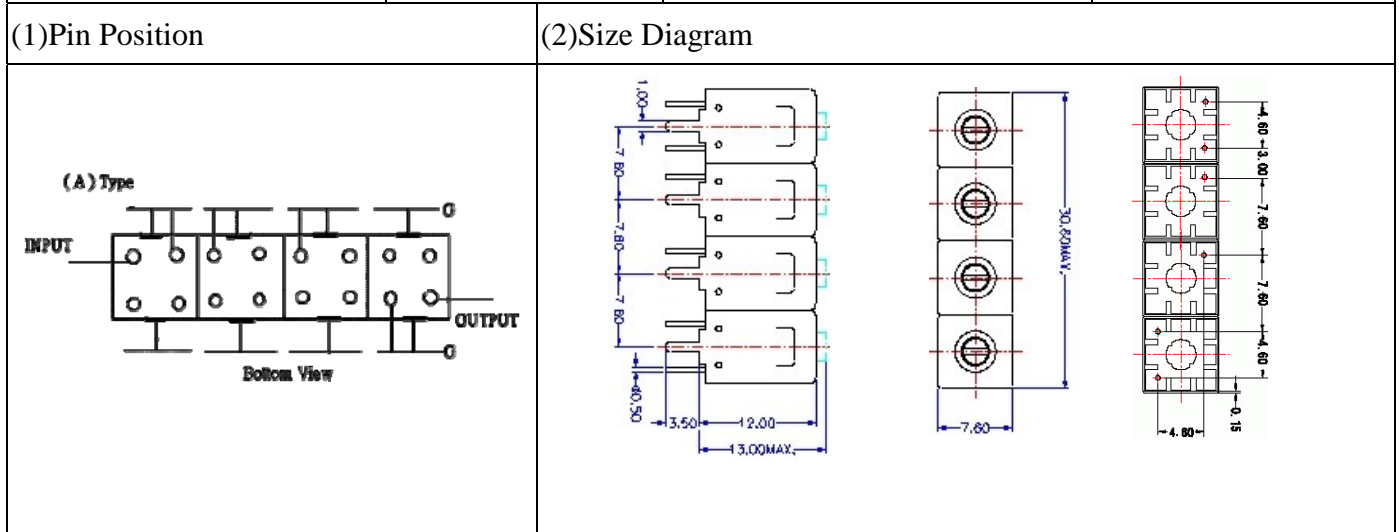 (1)Pin Position
(2)Size Diagram
(A)Type
INPUT
G
OUTPUT
G
Bottom View
1.00
7.80
7.80
7.80
ϕ0.50
3.50
12.00
13.00MAX.
30.80MAX.
7.60
4.60
3.00
7.60
7.60
4.60
0.15
4.60